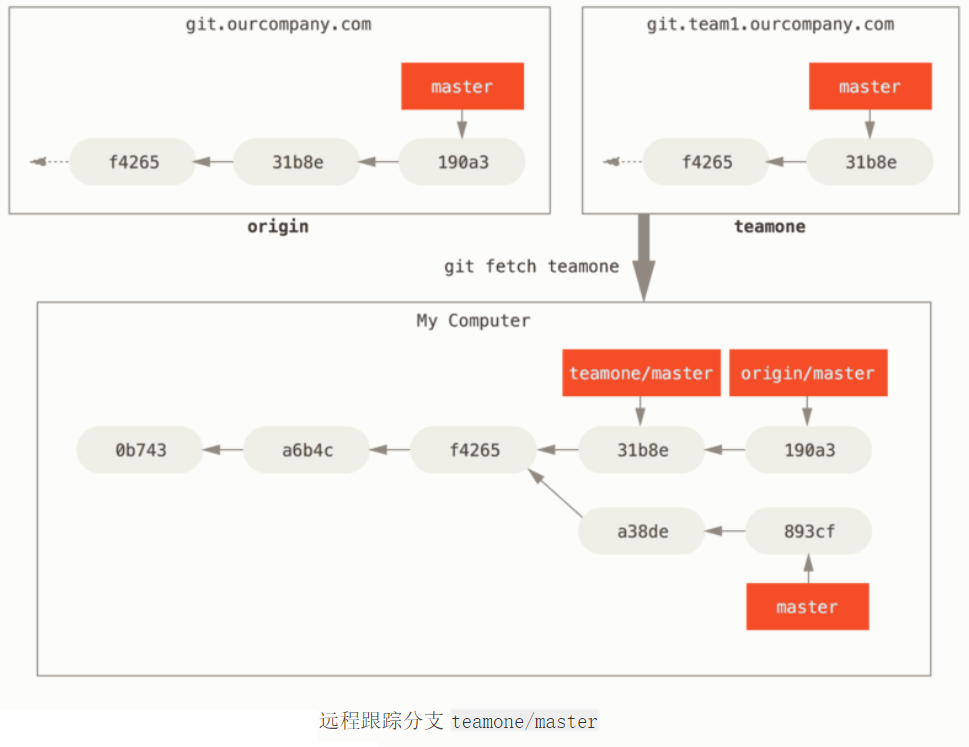 git.ourcompany.com
master
f4265
31b8e
190a3
origin
git.team1.ourcompany.com
master
f4265
31b8e
teamone
git fetch teamone
My Computer
teamone/master
origin/master
0b743
a6b4c
f4265
31b8e
190a3
a38de
893cf
master
远程跟踪分支 teamone/master